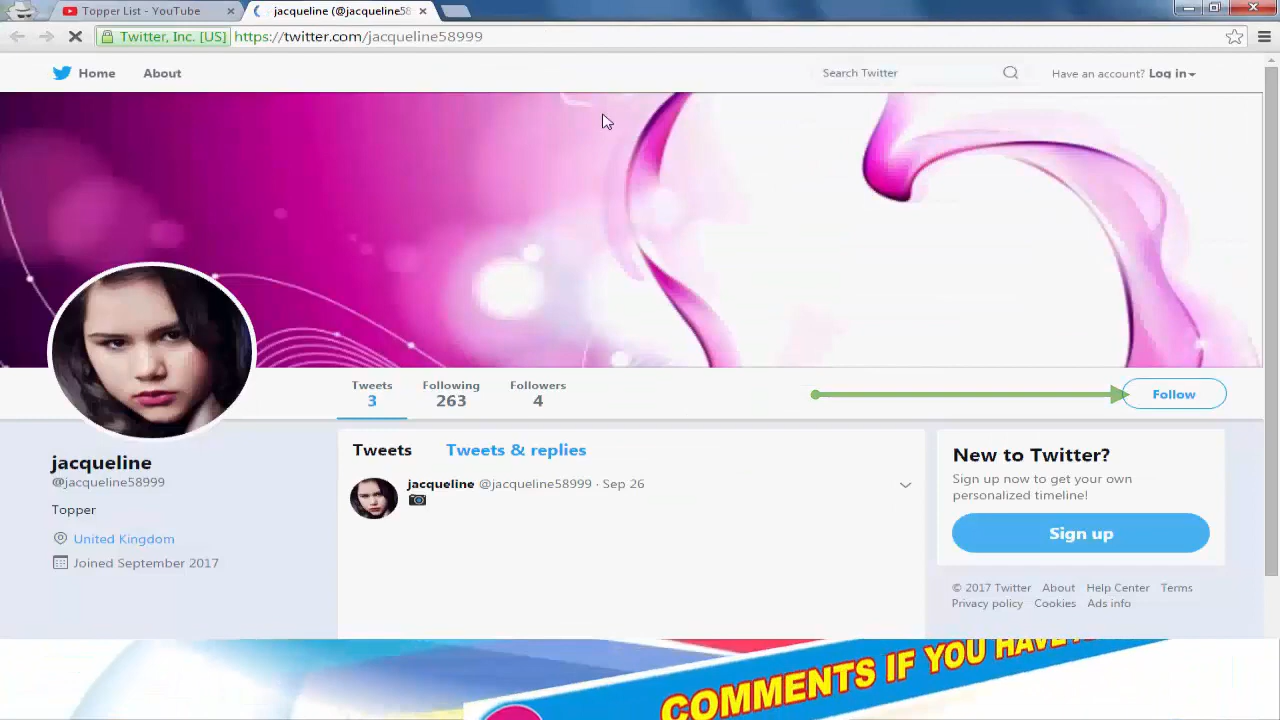 Topper List - YouTube
jacqueline (@jacqueline58
Twitter, Inc. [US] https://twitter.com/jacqueline58999
Home About Search Twitter Have an account? Log in
Tweets Following Followers
3 263 4
Follow
jacqueline
@jacqueline58999
Topper
United Kingdom
Joined September 2017
Tweets Tweets & replies
jacqueline @jacqueline58999 · Sep 26
New to Twitter?
Sign up now to get your own
personalized timeline!
Sign up
© 2017 Twitter About Help Center Terms
Privacy policy Cookies Ads info
COMMENTS IF YOU HAVE